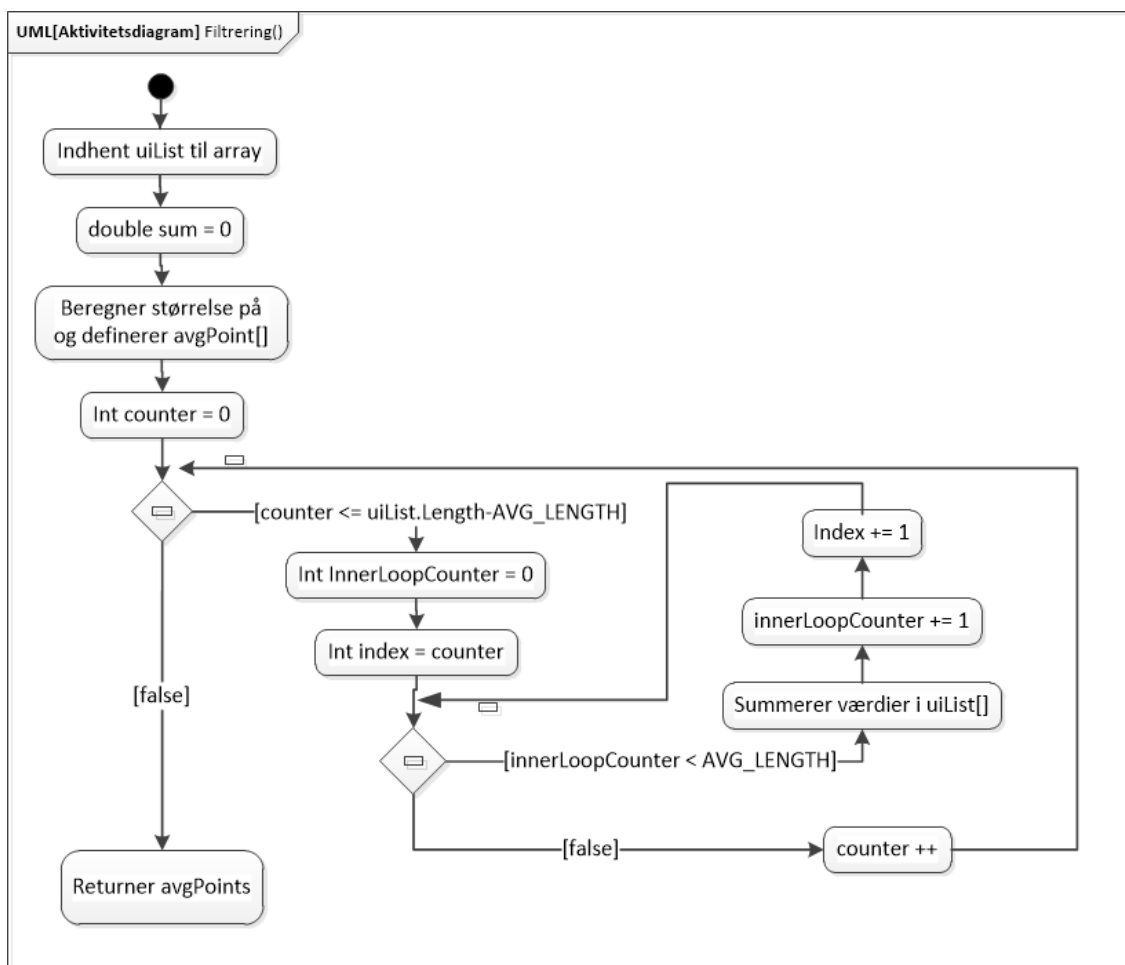 UML[Aktivitetsdiagram] Filtrering()
Indhent uiList til array
double sum = 0
Beregner størrelse på
og definerer avgPoint[]
Int counter = 0
[counter <= uiList.Length-AVG_LENGTH]
Int InnerLoopCounter = 0
Int index = counter
[innerLoopCounter < AVG_LENGTH]
Summerer værdier i uiList[]
innerLoopCounter += 1
Index += 1
[false]
counter ++
[false]
Returner avgPoints